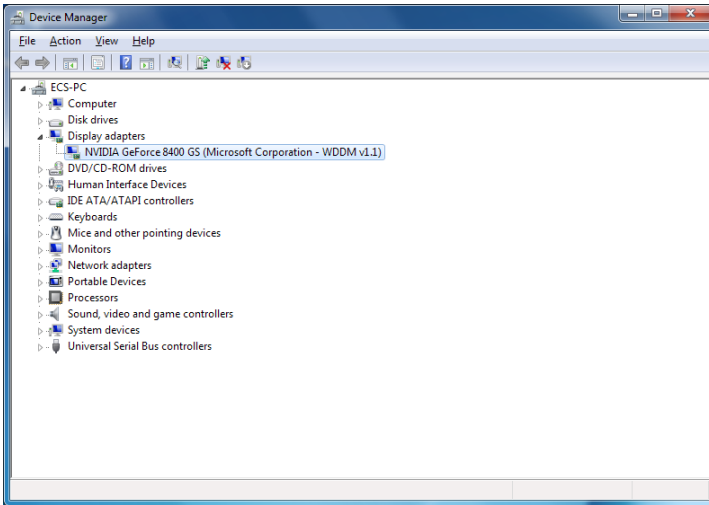 Device Manager
File Action View Help
ECS-PC
Computer
Disk drives
Display adapters
NVIDIA GeForce 8400 GS (Microsoft Corporation - WDDM v1.1)
DVD/CD-ROM drives
Human Interface Devices
IDE ATA/ATAPI controllers
Keyboards
Mice and other pointing devices
Monitors
Network adapters
Portable Devices
Processors
Sound, video and game controllers
System devices
Universal Serial Bus controllers